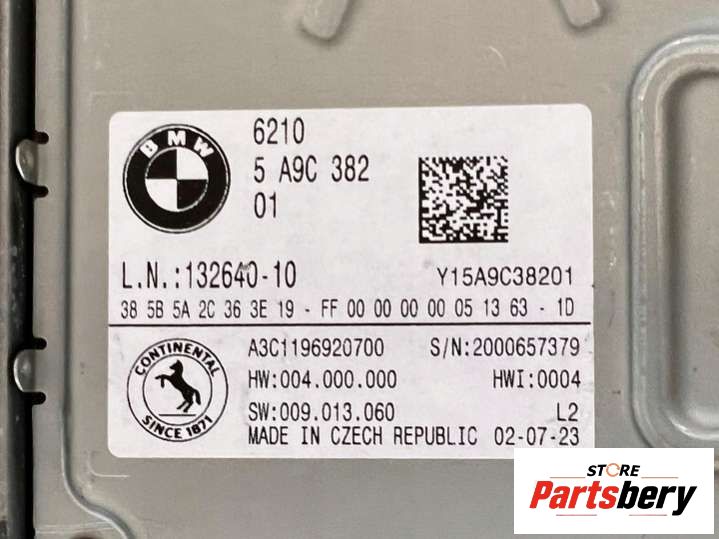 BMW
6210
5 A9C 382
01
L.N.:132640-10
Y15A9C38201
38 5B 5A 2C 36 3E 19 - FF 00 00 00 00 05 13 63 - 1D
CONTINENTAL
SINCE 1871
A3C1196920700
S/N:2000657379
HW:004.000.000
HWI:0004
SW:009.013.060
L2
MADE IN CZECH REPUBLIC 02-07-23
STORE
Partsbery